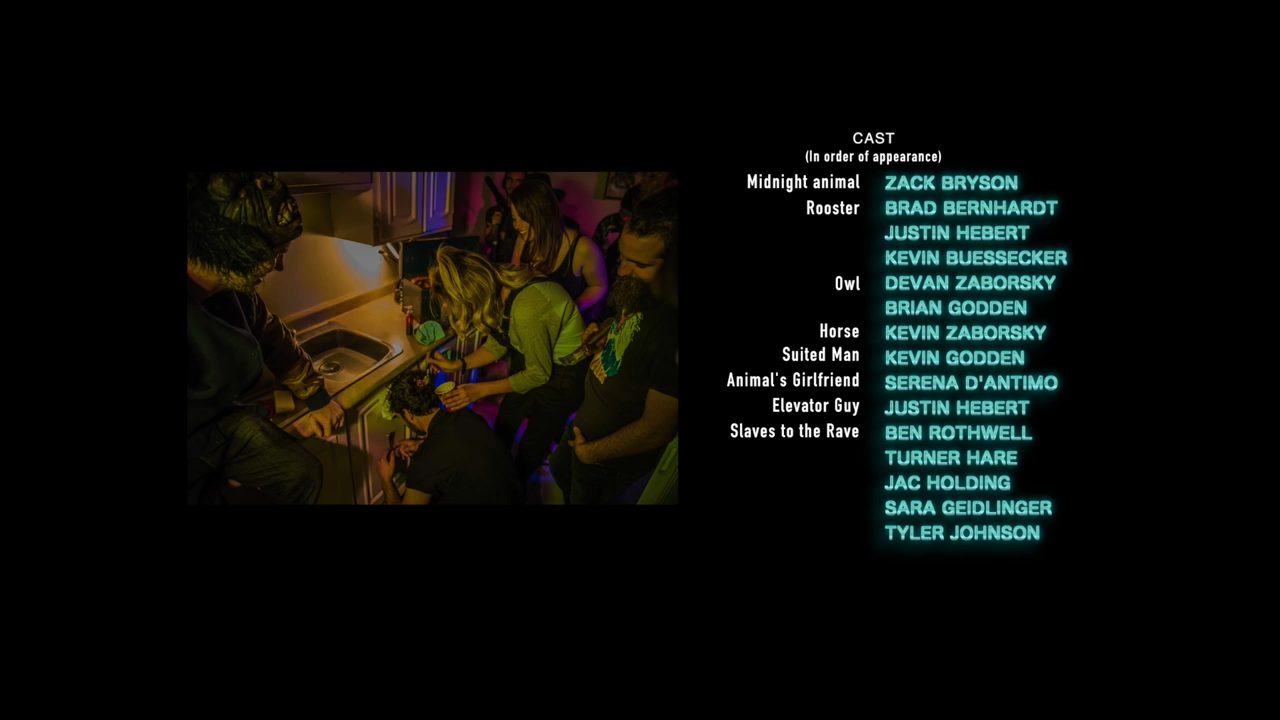 CAST
(In order of appearance)
Midnight animal ZACK BRYSON
Rooster BRAD BERNHARDT
JUSTIN HEBERT
KEVIN BUESSECKER
Owl DEVAN ZABORSKY
BRIAN GODDEN
Horse KEVIN ZABORSKY
Suited Man KEVIN GODDEN
Animal's Girlfriend SERENA D'ANTIMO
Elevator Guy JUSTIN HEBERT
Slaves to the Rave BEN ROTHWELL
TURNER HARE
JAC HOLDING
SARA GEIDLINGER
TYLER JOHNSON